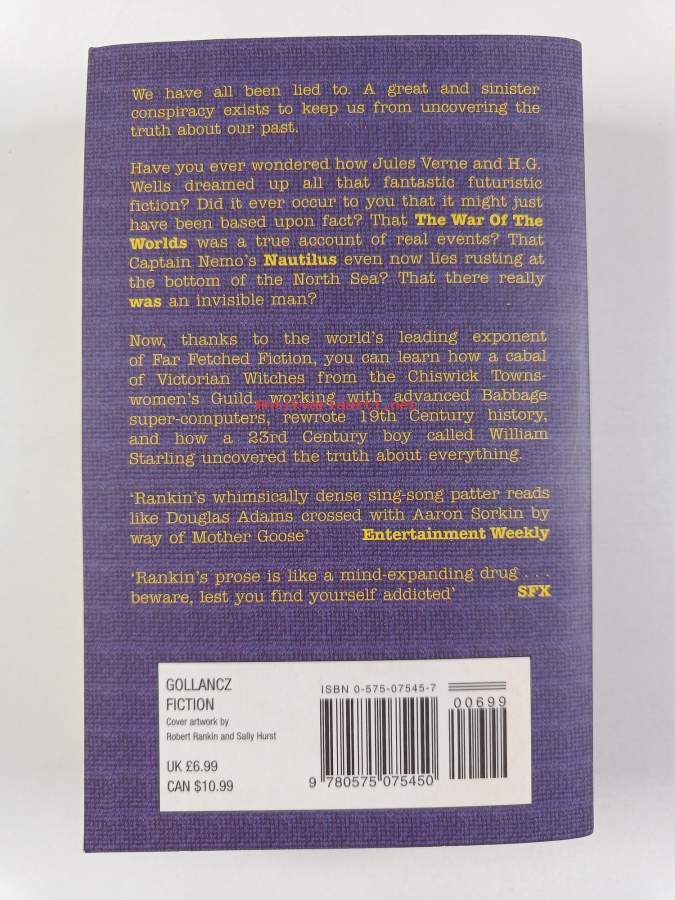 We have all been lied to. A great and sinister
conspiracy exists to keep us from uncovering the
truth about our past.
Have you ever wondered how Jules Verne and H.G.
Wells dreamed up all that fantastic futuristic
fiction? Did it ever occur to you that it might just
have been based upon fact? That The War Of The
Worlds was a true account of real events? That
Captain Nemo's Nautilus even now lies rusting at
the bottom of the North Sea? That there really
was an invisible man?
Now, thanks to the world's leading exponent
of Far Fetched Fiction, you can learn how a cabal
of Victorian Witches from the Chiswick Towns-
women's Guild, working with advanced Babbage
antikvariaatti.net
super-computers, rewrote 19th Century history,
and how a 23rd Century boy called William
Starling uncovered the truth about everything.
'Rankin's whimsically dense sing-song patter reads
like Douglas Adams crossed with Aaron Sorkin by
way of Mother Goose' Entertainment Weekly
'Rankin's prose is like a mind-expanding drug . . .
beware, lest you find yourself addicted' SFX
GOLLANCZ
FICTION
Cover artwork by
Robert Rankin and Sally Hurst
UK £6.99
CAN $10.99
ISBN 0-575-07545-7
00699
9 780575 075450